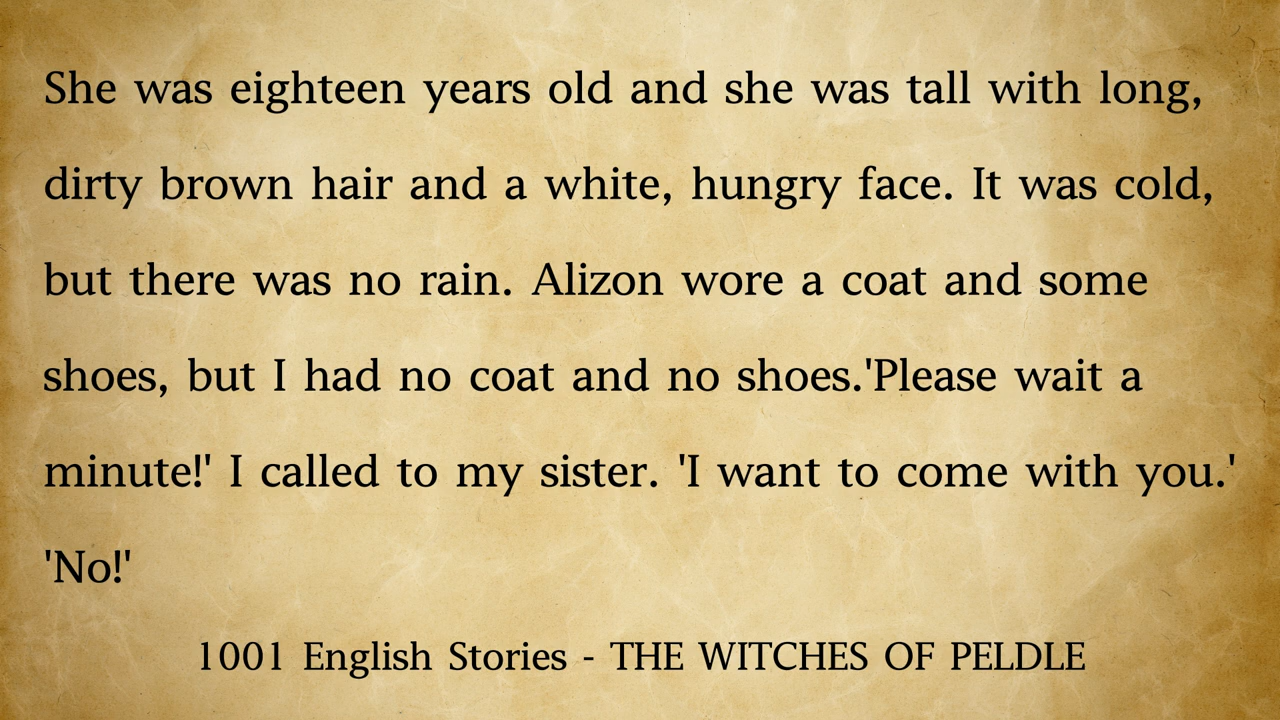 She was eighteen years old and she was tall with long,
dirty brown hair and a white, hungry face. It was cold,
but there was no rain. Alizon wore a coat and some
shoes, but I had no coat and no shoes.'Please wait a
minute!' I called to my sister. 'I want to come with you.'
'No!'
1001 English Stories - THE WITCHES OF PELDLE